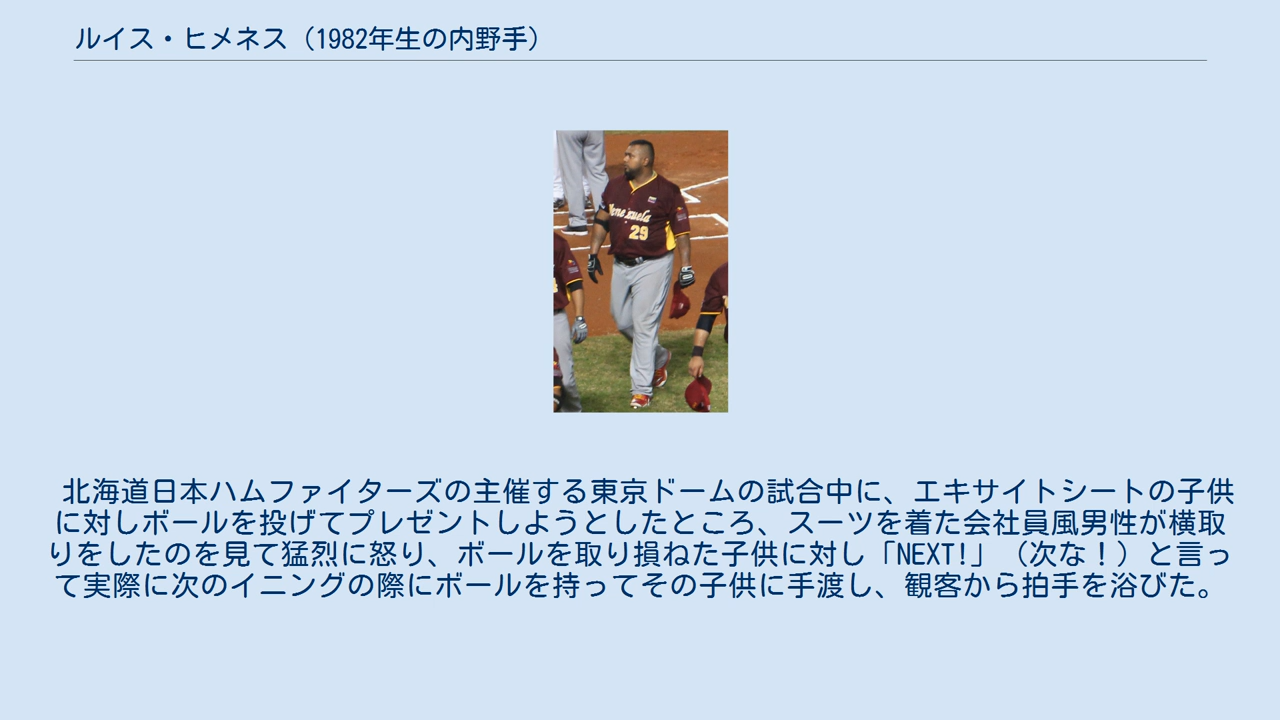 ルイス・ヒメネス（1982年生の内野手）
Venezuela
29
北海道日本ハムファイターズの主催する東京ドームの試合中に、エキサイトシートの子供
に対しボールを投げてプレゼントしようとしたところ、スーツを着た会社員風男性が横取
りをしたのを見て猛烈に怒り、ボールを取り損ねた子供に対し「NEXT!」（次な！）と言っ
て実際に次のイニングの際にボールを持ってその子供に手渡し、観客から拍手を浴びた。